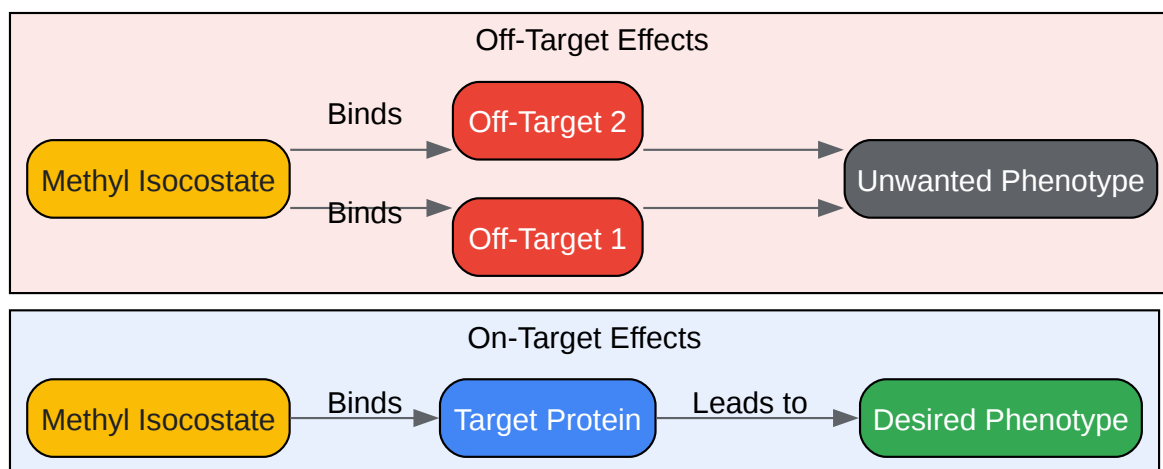 Off-Target Effects
Binds
Off-Target 2
Methyl Isocostate
Unwanted Phenotype
Binds
Off-Target 1
On-Target Effects
Methyl Isocostate
Binds
Target Protein
Leads to
Desired Phenotype